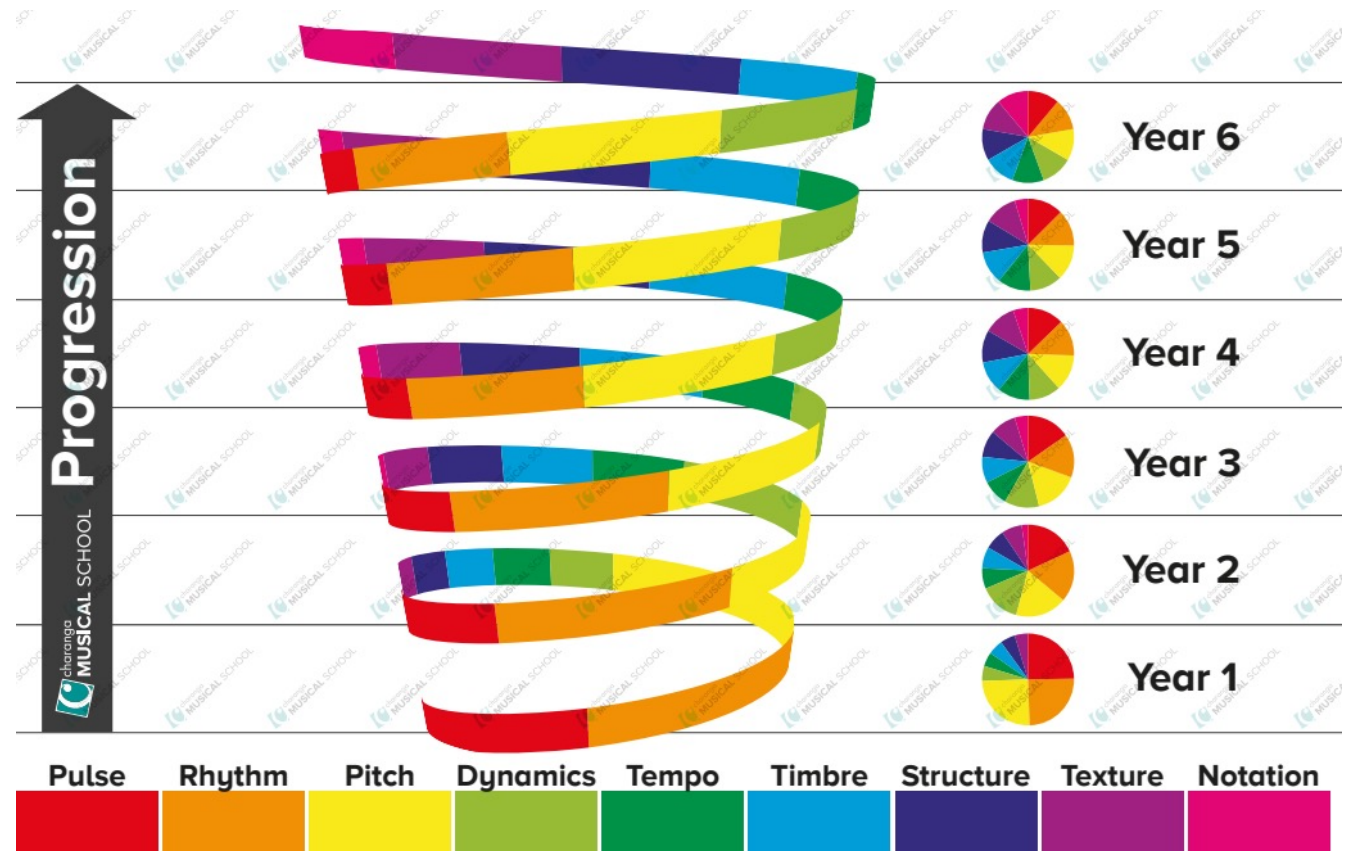 Progression
charanga
MUSICAL SCHOOL
Year 6
Year 5
Year 4
Year 3
Year 2
Year 1
Pulse Rhythm Pitch Dynamics Tempo Timbre Structure Texture Notation